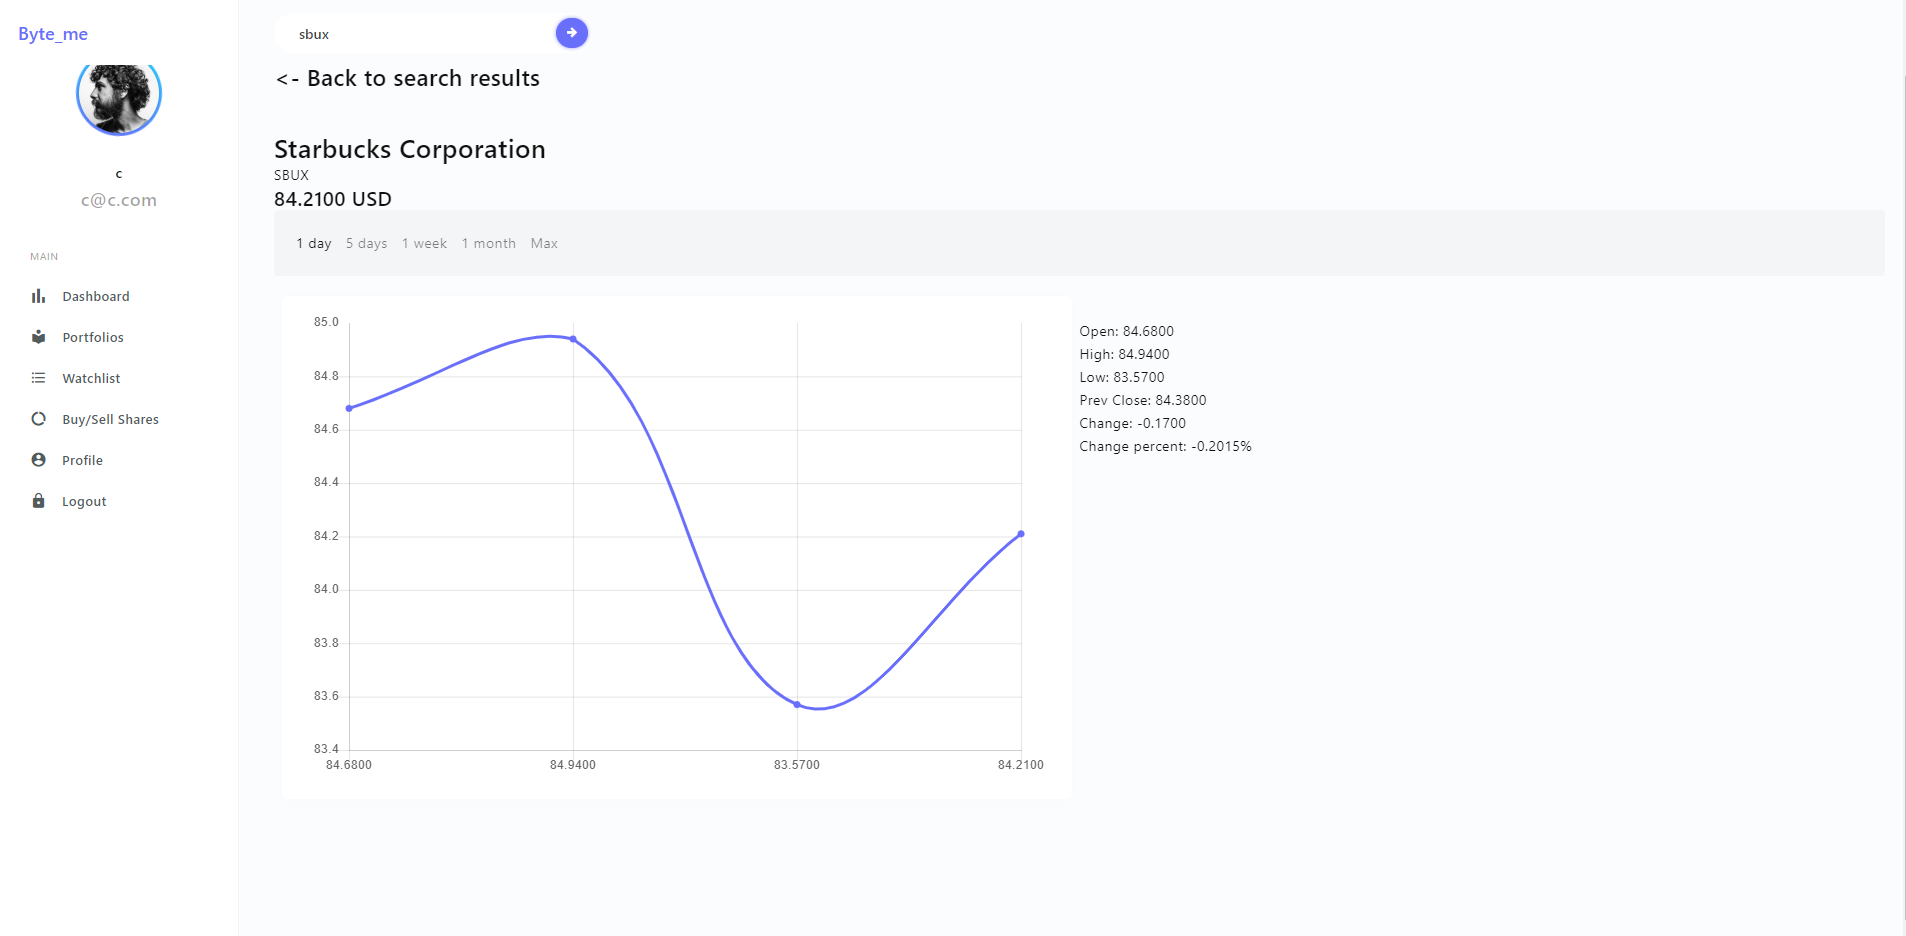 Byte_me
c
c@c.com
MAIN
Dashboard
Portfolios
Watchlist
Buy/Sell Shares
Profile
Logout
sbux
<- Back to search results
Starbucks Corporation
SBUX
84.2100 USD
1 day 5 days 1 week 1 month Max
85.0
84.8
84.6
84.4
84.2
84.0
83.8
83.6
83.4
84.6800 84.9400 83.5700 84.2100
Open: 84.6800
High: 84.9400
Low: 83.5700
Prev Close: 84.3800
Change: -0.1700
Change percent: -0.2015%